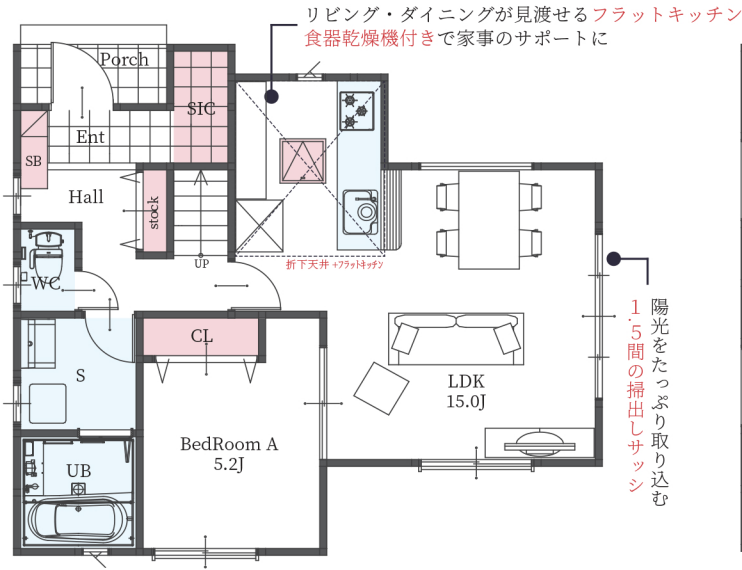 リビング・ダイニングが見渡せるフラットキッチン
食器乾燥機付きで家事のサポートに
Porch
SIC
Ent
SB
Hall
stock
UP
WC
折下天井+フラットキッチン
陽光をたっぷり取り込む
1.5間の掃出しサッシ
CL
S
LDK
15.0J
BedRoom A
5.2J
UB